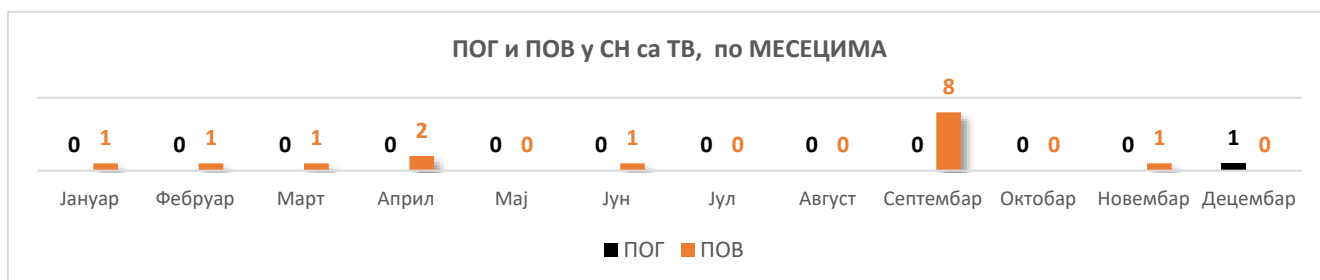 ПОГ и ПОВ у СН са ТВ, по МЕСЕЦИМА
8
0 1 0 1 0 1 0 2 0 0 0 1 0 0 0 0 0 0 0 0 1 1 0
Јануар Фебруар Март Април Мај Јун Јул Август Септембар Октобар Новембар Децембар
ПОГ ПОВ